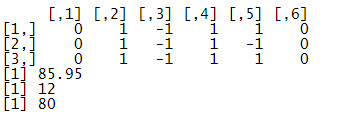 [,1] [,2] [,3] [,4] [,5] [,6]
[1,]    0    1   -1    1    1    0
[2,]    0    1   -1    1   -1    0
[3,]    0    1   -1    1    1    0
[1] 85.95
[1] 12
[1] 80